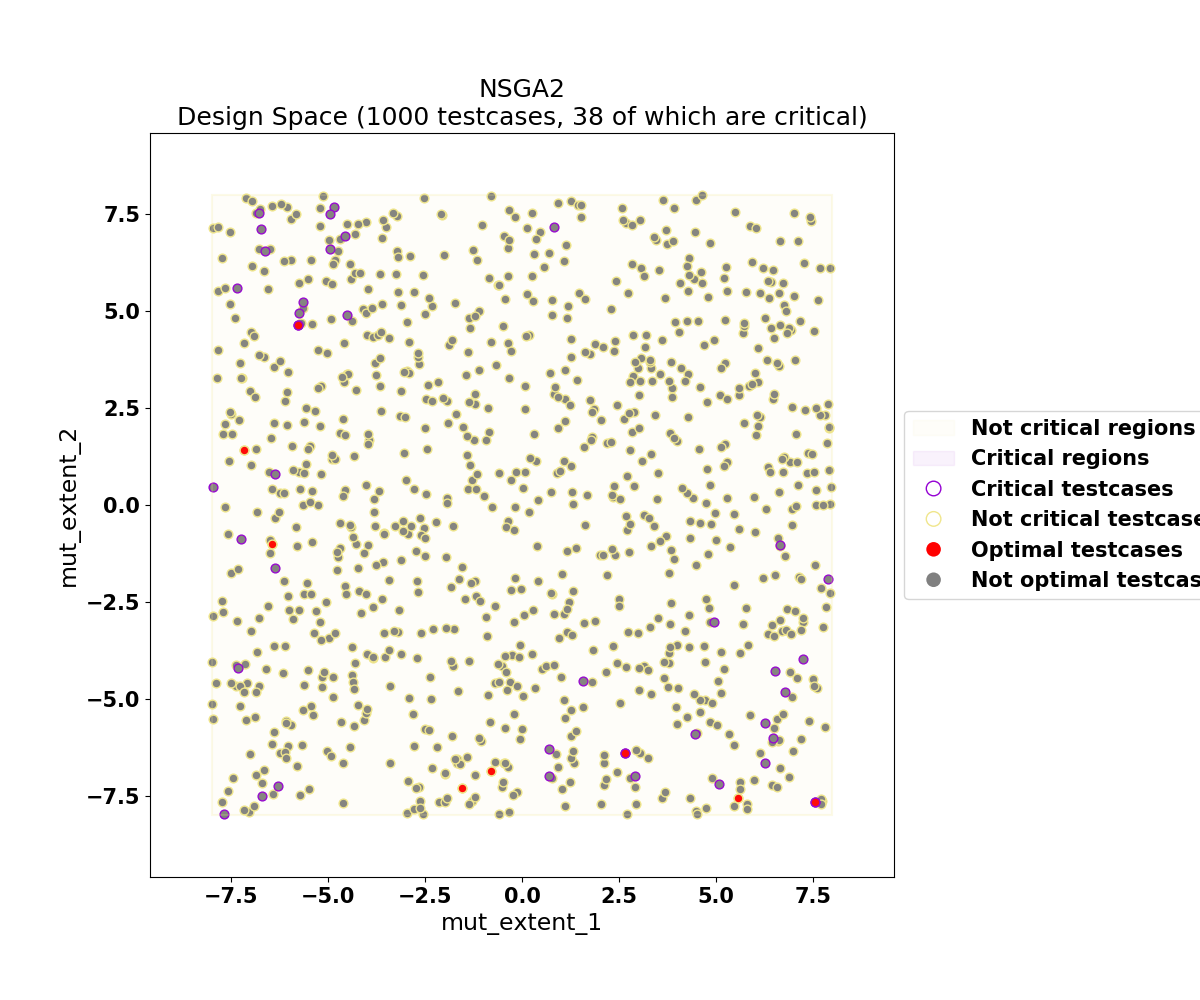 NSGA2
Design Space (1000 testcases, 38 of which are critical)
7.5
5.0
2.5
0.0
−2.5
−5.0
−7.5
mut_extent_2
−7.5 −5.0 −2.5 0.0 2.5 5.0 7.5
mut_extent_1
Not critical regions
Critical regions
Critical testcases
Not critical testcase
Optimal testcases
Not optimal testcas